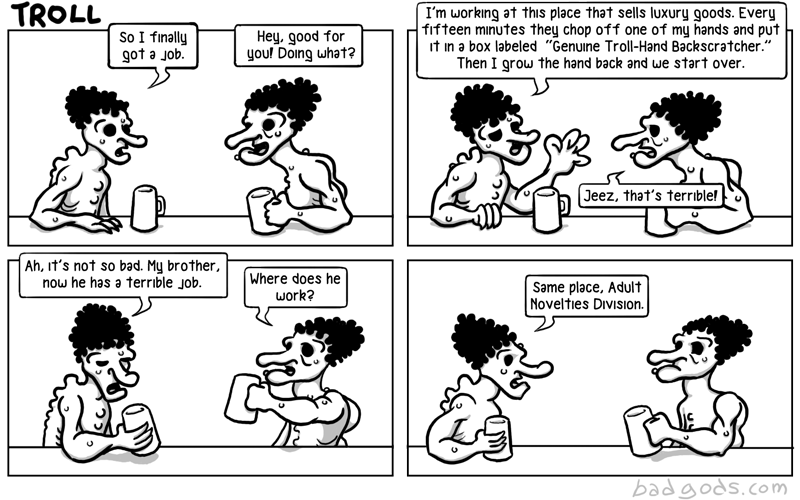 TROLL
So I finally
got a job.
Hey, good for
you! Doing what?
I'm working at this place that sells luxury goods. Every
fifteen minutes they chop off one of my hands and put
it in a box labeled "Genuine Troll-Hand Backscratcher."
Then I grow the hand back and we start over.
Jeez, that's terrible!
Ah, it's not so bad. My brother,
now he has a terrible job.
Where does he
work?
Same place, Adult
Novelties Division.
badgods.com